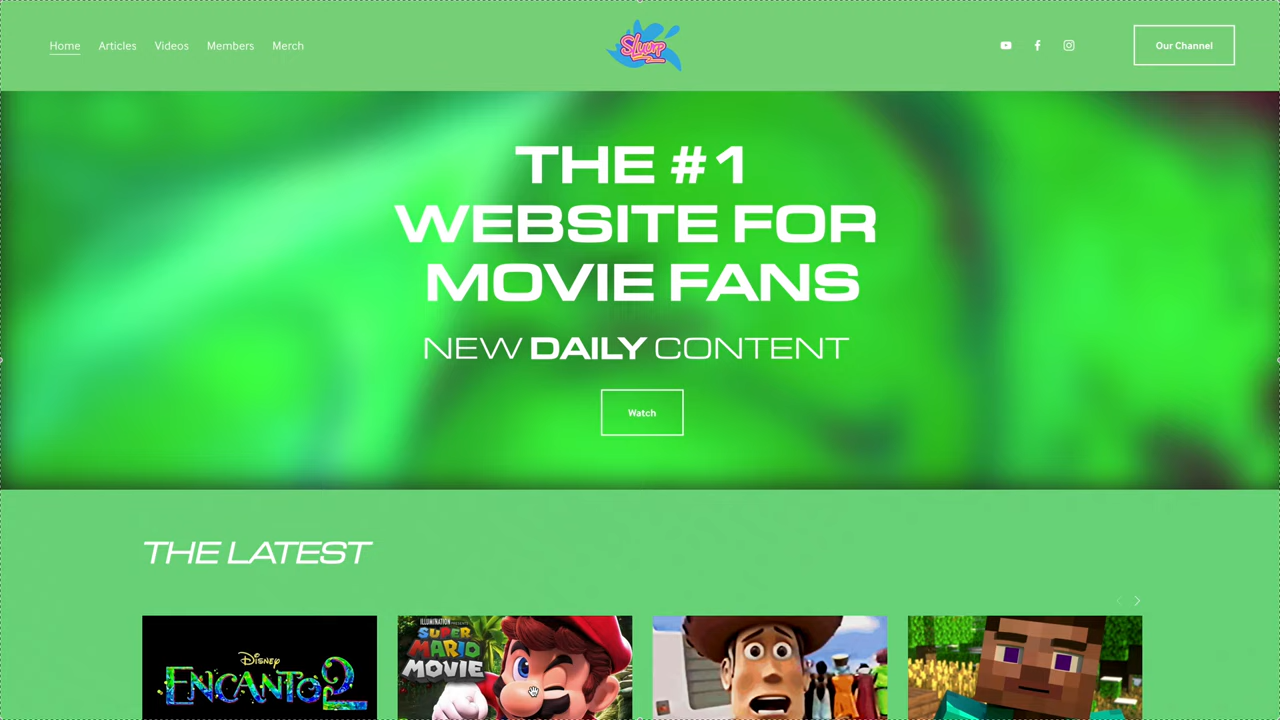 Home Articles Videos Members Merch
Slurp
Our Channel
THE #1
WEBSITE FOR
MOVIE FANS
NEW DAILY CONTENT
Watch
THE LATEST
Disney
ENCANTO 2
ILLUMINATION PRESENTS
SUPER
MARIO
MOVIE